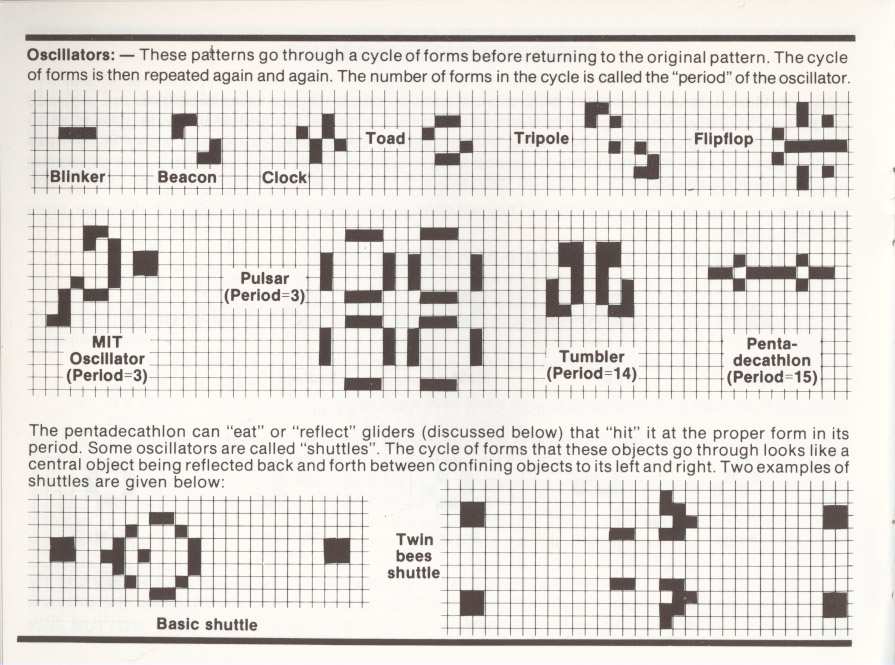 Oscillators: — These patterns go through a cycle of forms before returning to the original pattern. The cycle
of forms is then repeated again and again. The number of forms in the cycle is called the “period” of the oscillator.
Blinker
Beacon
Clock
Toad
Tripole
Flipflop
MIT
Oscillator
(Period=3)
Pulsar
(Period=3)
Tumbler
(Period=14)
Penta-
decathlon
(Period=15)
The pentadecathlon can “eat” or “reflect” gliders (discussed below) that “hit” it at the proper form in its
period. Some oscillators are called “shuttles”. The cycle of forms that these objects go through looks like a
central object being reflected back and forth between confining objects to its left and right. Two examples of
shuttles are given below:
Basic shuttle
Twin
bees
shuttle